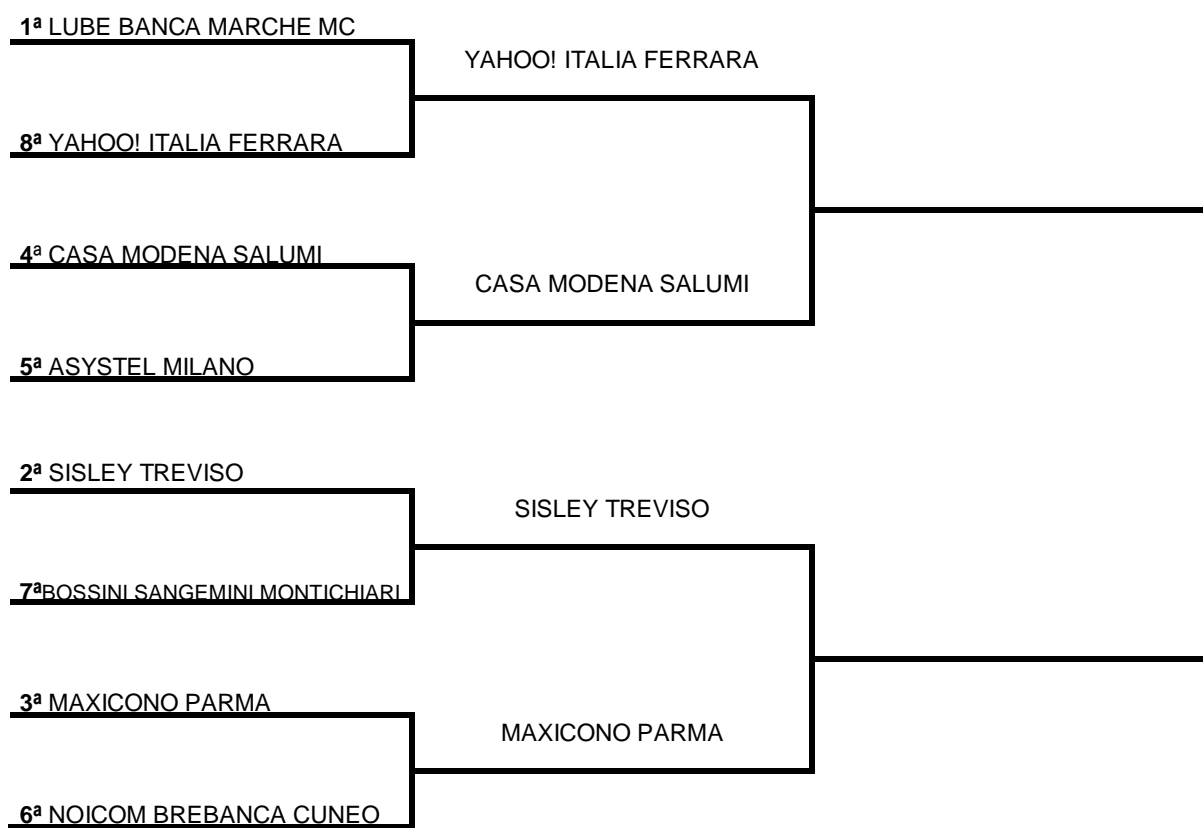 1ª LUBE BANCA MARCHE MC
YAHOO! ITALIA FERRARA
8ª YAHOO! ITALIA FERRARA
4ª CASA MODENA SALUMI
CASA MODENA SALUMI
5ª ASYSTEL MILANO
2ª SISLEY TREVISO
SISLEY TREVISO
7ªBOSSINI SANGEMINI MONTICHIARI
3ª MAXICONO PARMA
MAXICONO PARMA
6ª NOICOM BREBANCA CUNEO